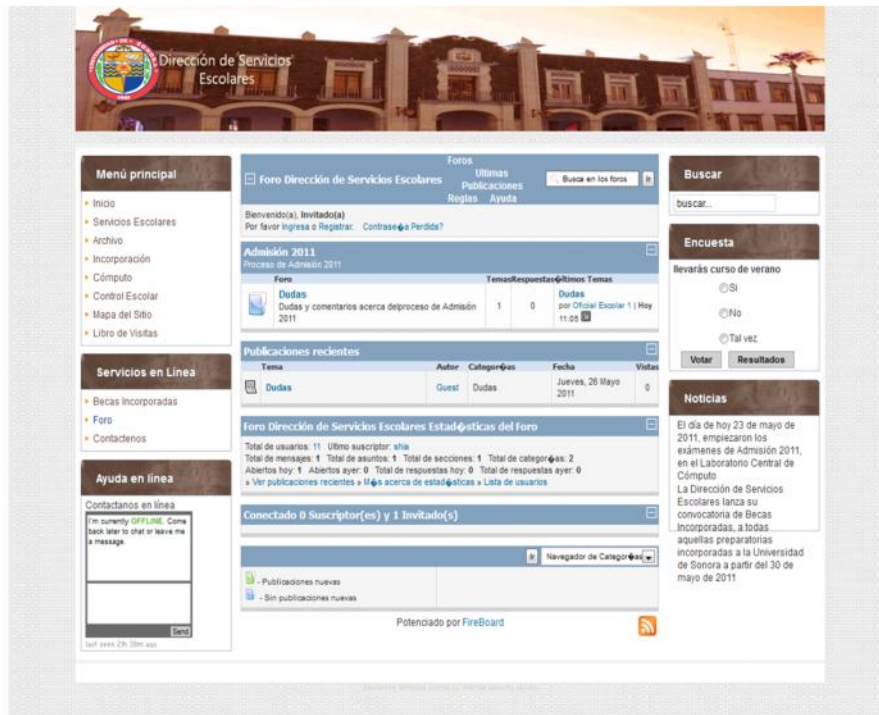 Dirección de Servicios
Escolares
Menú principal
Inicio
Servicios Escolares
Archivo
Incorporación
Cómputo
Control Escolar
Mapa del Sitio
Libro de Visitas
Servicios en Línea
Becas Incorporadas
Foro
Contactenos
Ayuda en línea
Contactanos en línea
I'm currently OFFLINE. Come
back later to chat or leave me
a message.
Send
last seen 23h 38m ago
Foro Dirección de Servicios Escolares
Foros
Ultimas
Publicaciones
Reglas Ayuda
Busca en los foros
Ir
Bienvenido(a), Invitado(a)
Por favor Ingresa o Registrar. Contrase�a Perdida?
Admisión 2011
Proceso de Admisión 2011
Foro Temas Respuestas �ltimos Temas
Dudas
Dudas y comentarios acerca delproceso de Admisión
2011
1 0
Dudas
por Oficial Escolar 1 | Hoy
11:05
Publicaciones recientes
Tema Autor Categor�as Fecha Vistas
Dudas Guest Dudas Jueves, 26 Mayo
2011 0
Foro Dirección de Servicios Escolares Estad�sticas del Foro
Total de usuarios: 11 . Ultimo suscriptor: shia
Total de mensajes: 1 Total de asuntos: 1 Total de secciones: 1 Total de categor�as: 2
Abiertos hoy: 1 Abiertos ayer: 0 Total de respuestas hoy: 0 Total de respuestas ayer: 0
» Ver publicaciones recientes » M�s acerca de estad�sticas » Lista de usuarios
Conectado 0 Suscriptor(es) y 1 Invitado(s)
Ir Navegador de Categor�as
- Publicaciones nuevas
- Sin publicaciones nuevas
Potenciado por FireBoard
Buscar
buscar...
Encuesta
llevarás curso de verano
Si
No
Tal vez
Votar Resultados
Noticias
El día de hoy 23 de mayo de
2011, empiezaron los
exámenes de Admisión 2011,
en el Laboratorio Central de
Cómputo
La Dirección de Servicios
Escolares lanza su
convocatoria de Becas
Incorporadas, a todas
aquellas preparatorias
incorporadas a la Universidad
de Sonora a partir del 30 de
mayo de 2011